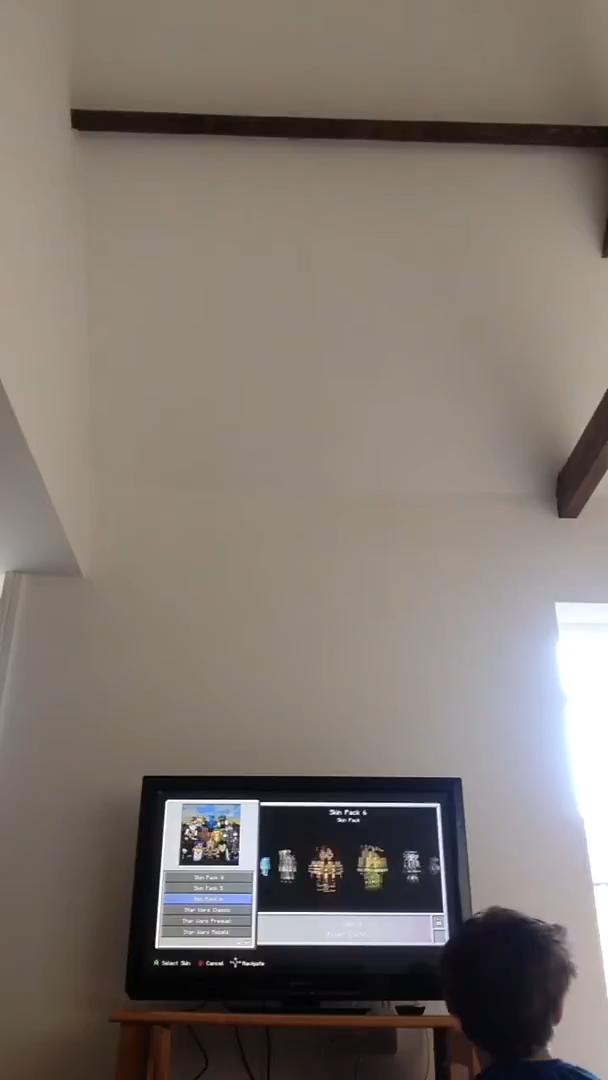 Skin Pack 6
Skin Pack
Skin Pack 4
Skin Pack 5
Skin Pack 6
Star Wars Classic
Star Wars Prequel
Star Wars Rebels
Select Skin Cancel Navigate